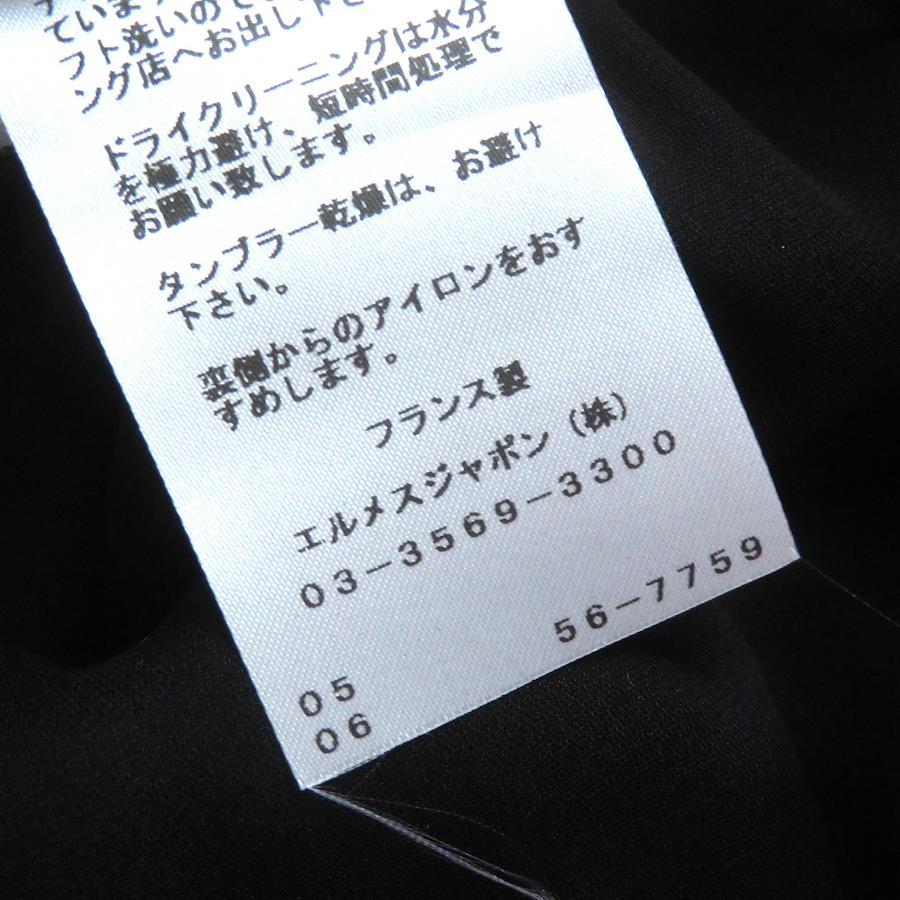 ていま
フト洗いのでき
ング店へお出し下さ
ドライクリーニングは水分
を極力避け、短時間処理で
お願い致します。
タンブラー乾燥は、お避け
下さい。
裏側からのアイロンをおす
すめします。
フランス製
エルメスジャポン（株）
03-3569-3300
56-7759
05
06